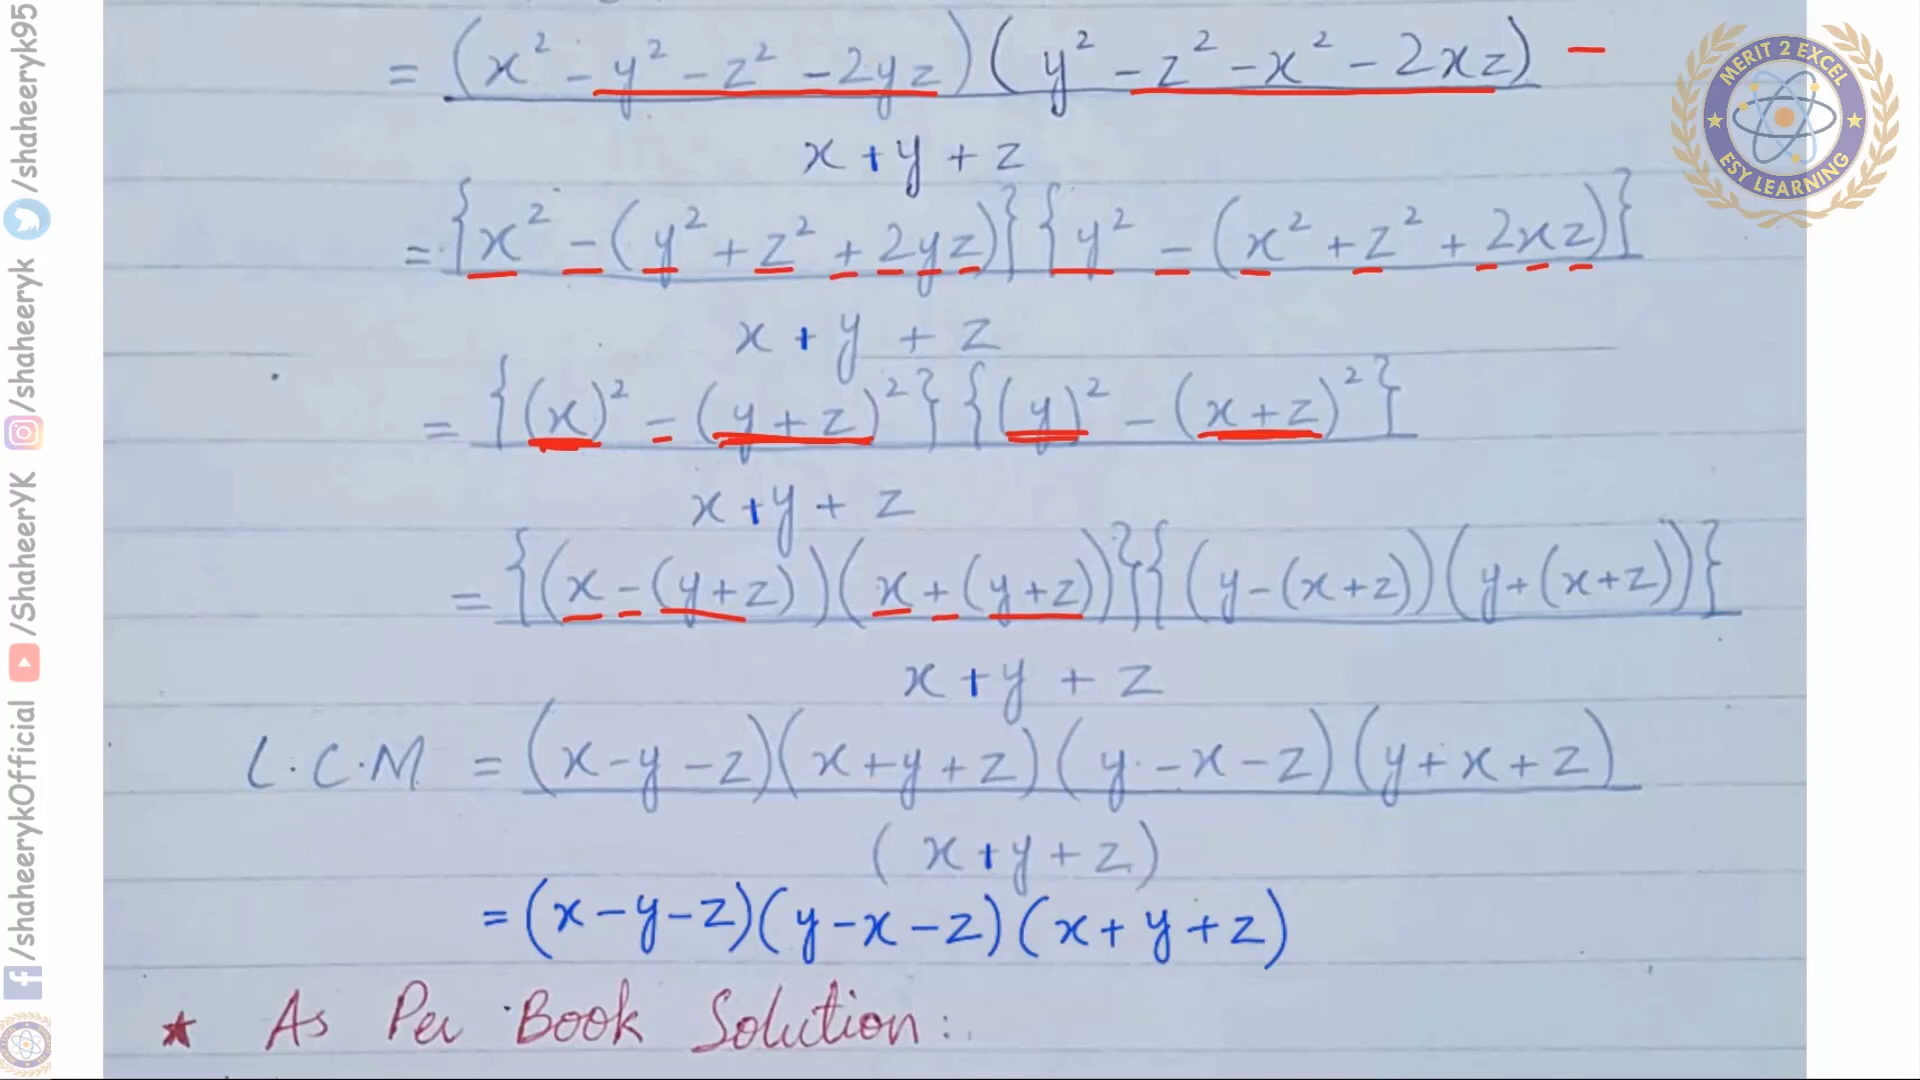 = (x² - y² - z² - 2yz)(y² - z² - x² - 2xz)
x + y + z
= {x² - (y² + z² + 2yz)}{y² - (x² + z² + 2xz)}
x + y + z
= {(x)² - (y + z)²}{(y)² - (x + z)²}
x + y + z
= {(x - (y + z))(x + (y + z))}{(y - (x + z))(y + (x + z))}
x + y + z
L.C.M = (x - y - z)(x + y + z)(y - x - z)(y + x + z)
(x + y + z)
= (x - y - z)(y - x - z)(x + y + z)
★ As Per Book Solution:
MERIT 2 EXCEL
ESY LEARNING
/shaheerykOfficial
/ShaheerYK
/shaheeryk
/shaheeryk95